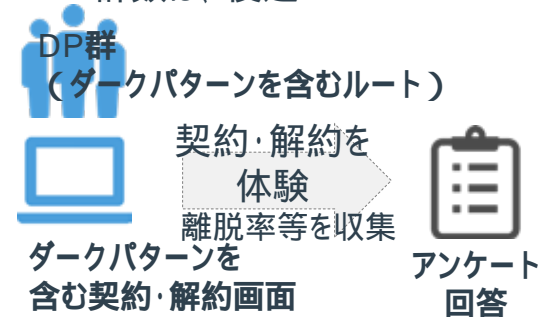 DP群
（ダークパターンを含むルート）
契約・解約を
体験
離脱率等を収集
ダークパターンを
含む契約・解約画面
アンケート
回答